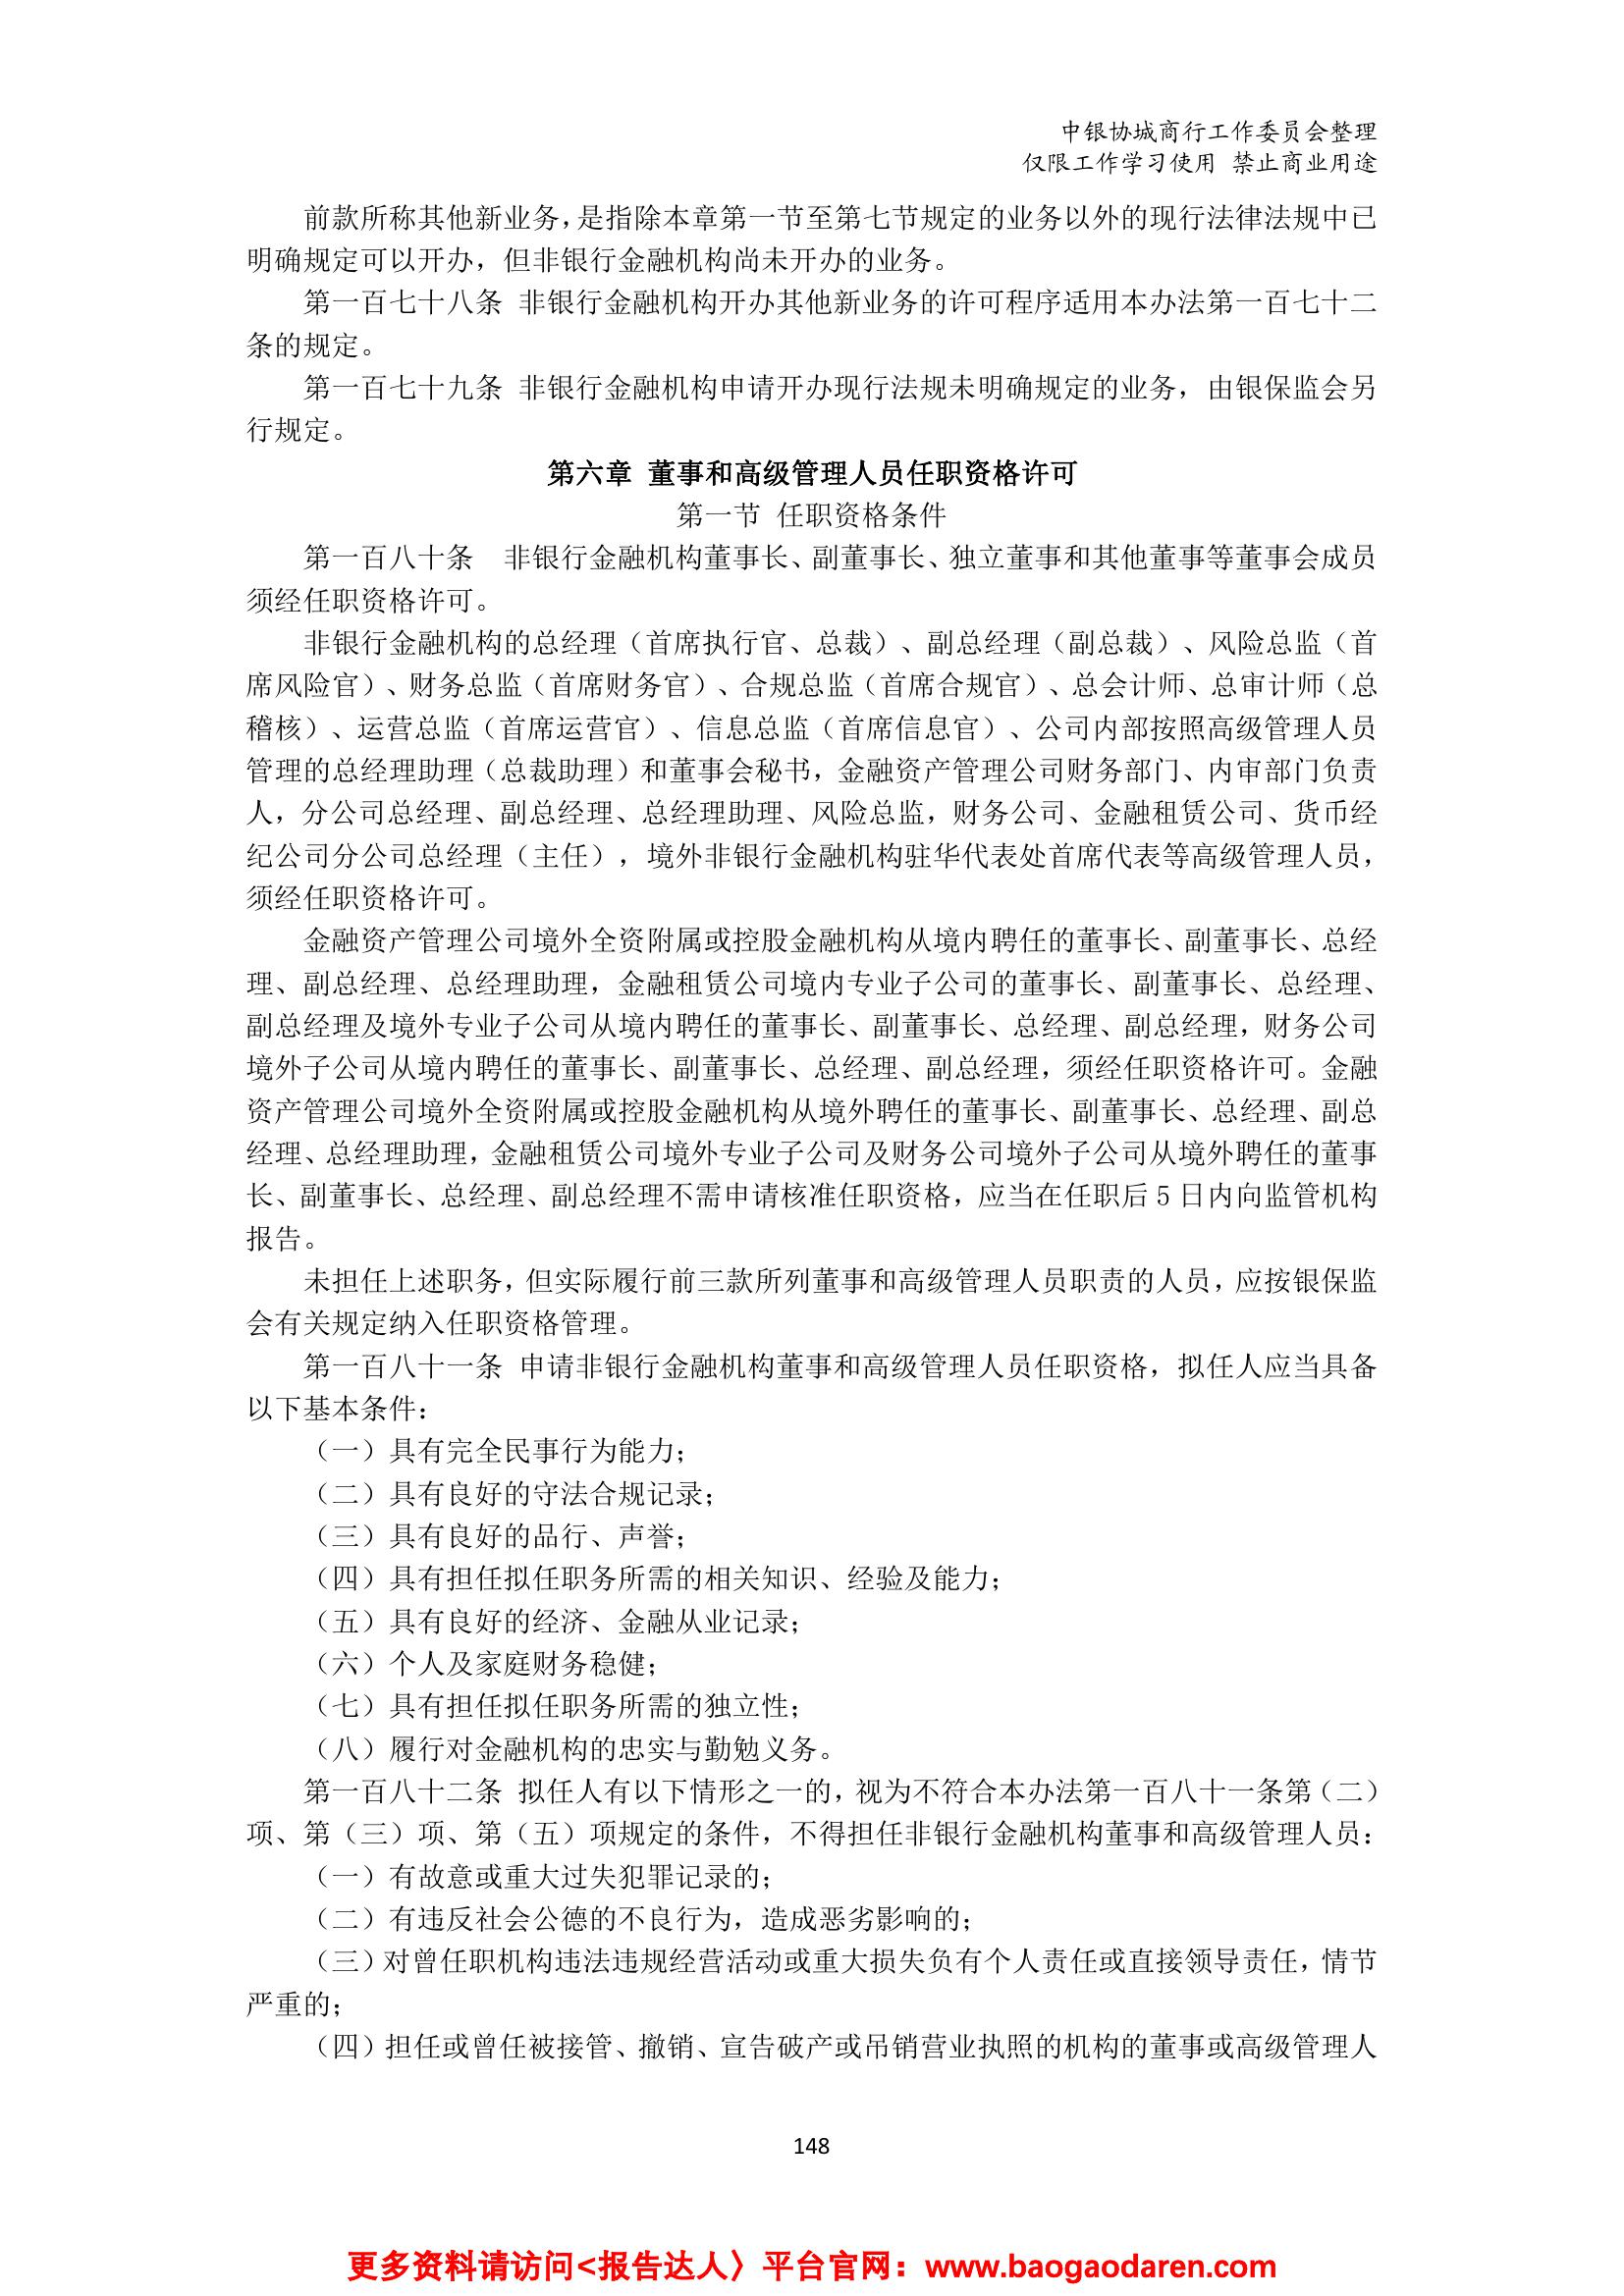 中银协城商行工作委员会整理
仅限工作学习使用 禁止商业用途
前款所称其他新业务，是指除本章第一节至第七节规定的业务以外的现行法律法规中已
明确规定可以开办，但非银行金融机构尚未开办的业务。
第一百七十八条 非银行金融机构开办其他新业务的许可程序适用本办法第一百七十二
条的规定。
第一百七十九条 非银行金融机构申请开办现行法规未明确规定的业务，由银保监会另
行规定。
第六章 董事和高级管理人员任职资格许可
第一节 任职资格条件
第一百八十条 非银行金融机构董事长、副董事长、独立董事和其他董事等董事会成员
须经任职资格许可。
非银行金融机构的总经理（首席执行官、总裁）、副总经理（副总裁）、风险总监（首
席风险官）、财务总监（首席财务官）、合规总监（首席合规官）、总会计师、总审计师（总
稽核）、运营总监（首席运营官）、信息总监（首席信息官）、公司内部按照高级管理人员
管理的总经理助理（总裁助理）和董事会秘书，金融资产管理公司财务部门、内审部门负责
人，分公司总经理、副总经理、总经理助理、风险总监，财务公司、金融租赁公司、货币经
纪公司分公司总经理（主任），境外非银行金融机构驻华代表处首席代表等高级管理人员，
须经任职资格许可。
金融资产管理公司境外全资附属或控股金融机构从境内聘任的董事长、副董事长、总经
理、副总经理、总经理助理，金融租赁公司境内专业子公司的董事长、副董事长、总经理、
副总经理及境外专业子公司从境内聘任的董事长、副董事长、总经理、副总经理，财务公司
境外子公司从境内聘任的董事长、副董事长、总经理、副总经理，须经任职资格许可。金融
资产管理公司境外全资附属或控股金融机构从境外聘任的董事长、副董事长、总经理、副总
经理、总经理助理，金融租赁公司境外专业子公司及财务公司境外子公司从境外聘任的董事
长、副董事长、总经理、副总经理不需申请核准任职资格，应当在任职后 5 日内向监管机构
报告。
未担任上述职务，但实际履行前三款所列董事和高级管理人员职责的人员，应按银保监
会有关规定纳入任职资格管理。
第一百八十一条 申请非银行金融机构董事和高级管理人员任职资格，拟任人应当具备
以下基本条件：
（一）具有完全民事行为能力；
（二）具有良好的守法合规记录；
（三）具有良好的品行、声誉；
（四）具有担任拟任职务所需的相关知识、经验及能力；
（五）具有良好的经济、金融从业记录；
（六）个人及家庭财务稳健；
（七）具有担任拟任职务所需的独立性；
（八）履行对金融机构的忠实与勤勉义务。
第一百八十二条 拟任人有以下情形之一的，视为不符合本办法第一百八十一条第（二）
项、第（三）项、第（五）项规定的条件，不得担任非银行金融机构董事和高级管理人员：
（一）有故意或重大过失犯罪记录的；
（二）有违反社会公德的不良行为，造成恶劣影响的；
（三）对曾任职机构违法违规经营活动或重大损失负有个人责任或直接领导责任，情节
严重的；
（四）担任或曾任被接管、撤销、宣告破产或吊销营业执照的机构的董事或高级管理人
148
更多资料请访问<报告达人〉平台官网：www.baogaodaren.com